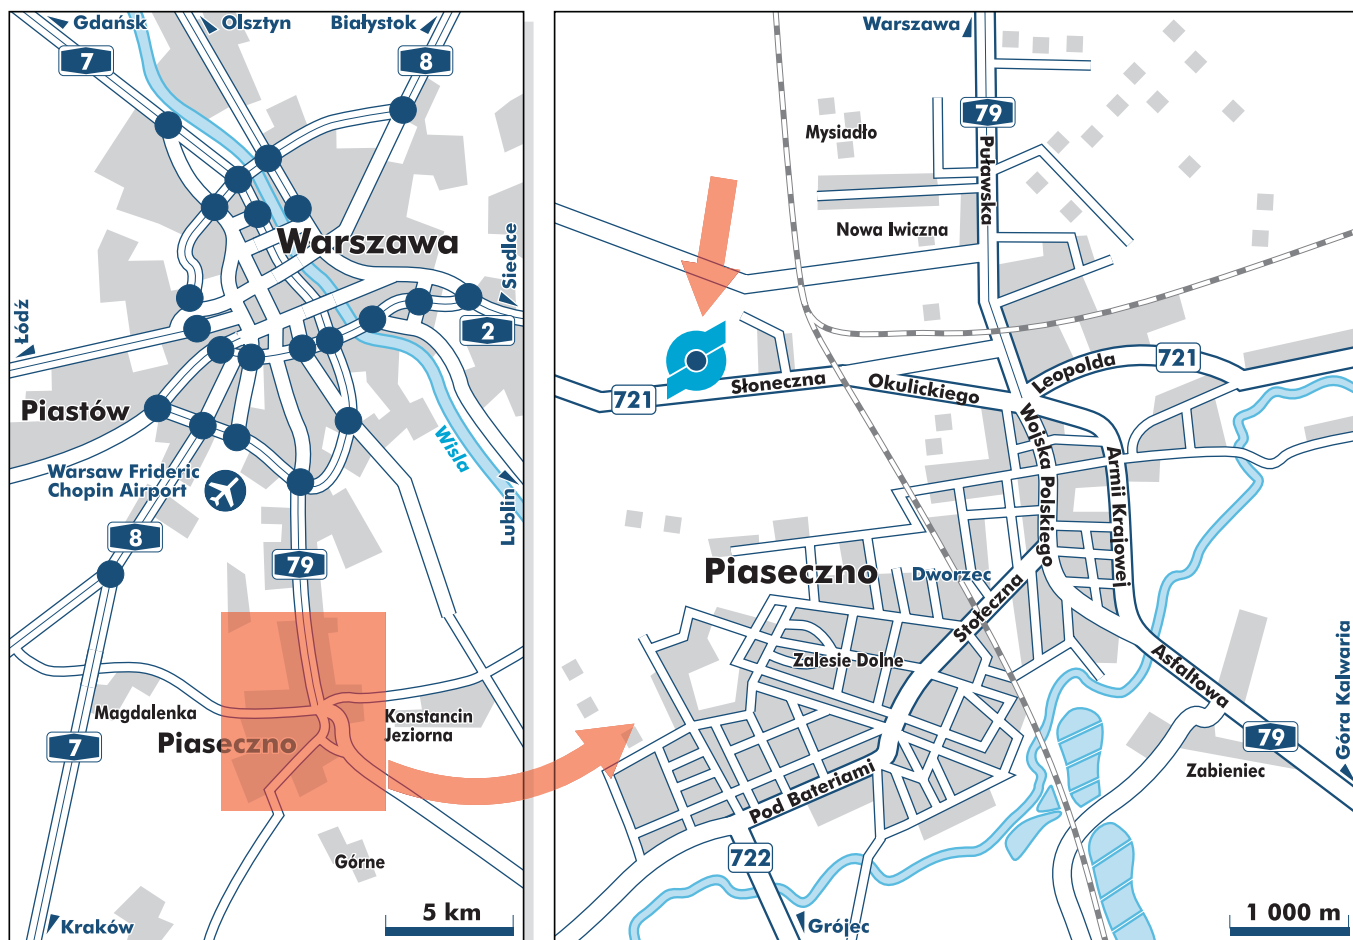 Gdańsk
Olsztyn
Białystok
7
8
Warszawa
Siedlce
2
Łódź
Piastów
Wisla
Warsaw Frideric
Chopin Airport
Lublin
8
79
Magdalenka
Piaseczno
Konstancin
Jeziorna
7
Górne
Kraków
5 km
Warszawa
79
Mysiadło
Puławska
Nowa Iwiczna
721
Słoneczna
Okulickiego
Leopolda
721
Wojska Polskiego
Armii Krajowei
Piaseczno
Dworzec
Stołeczna
Zalesie Dolne
Asfaltowa
Góra Kalwaria
79
Zabieniec
Pod Bateriami
722
Grójec
1 000 m